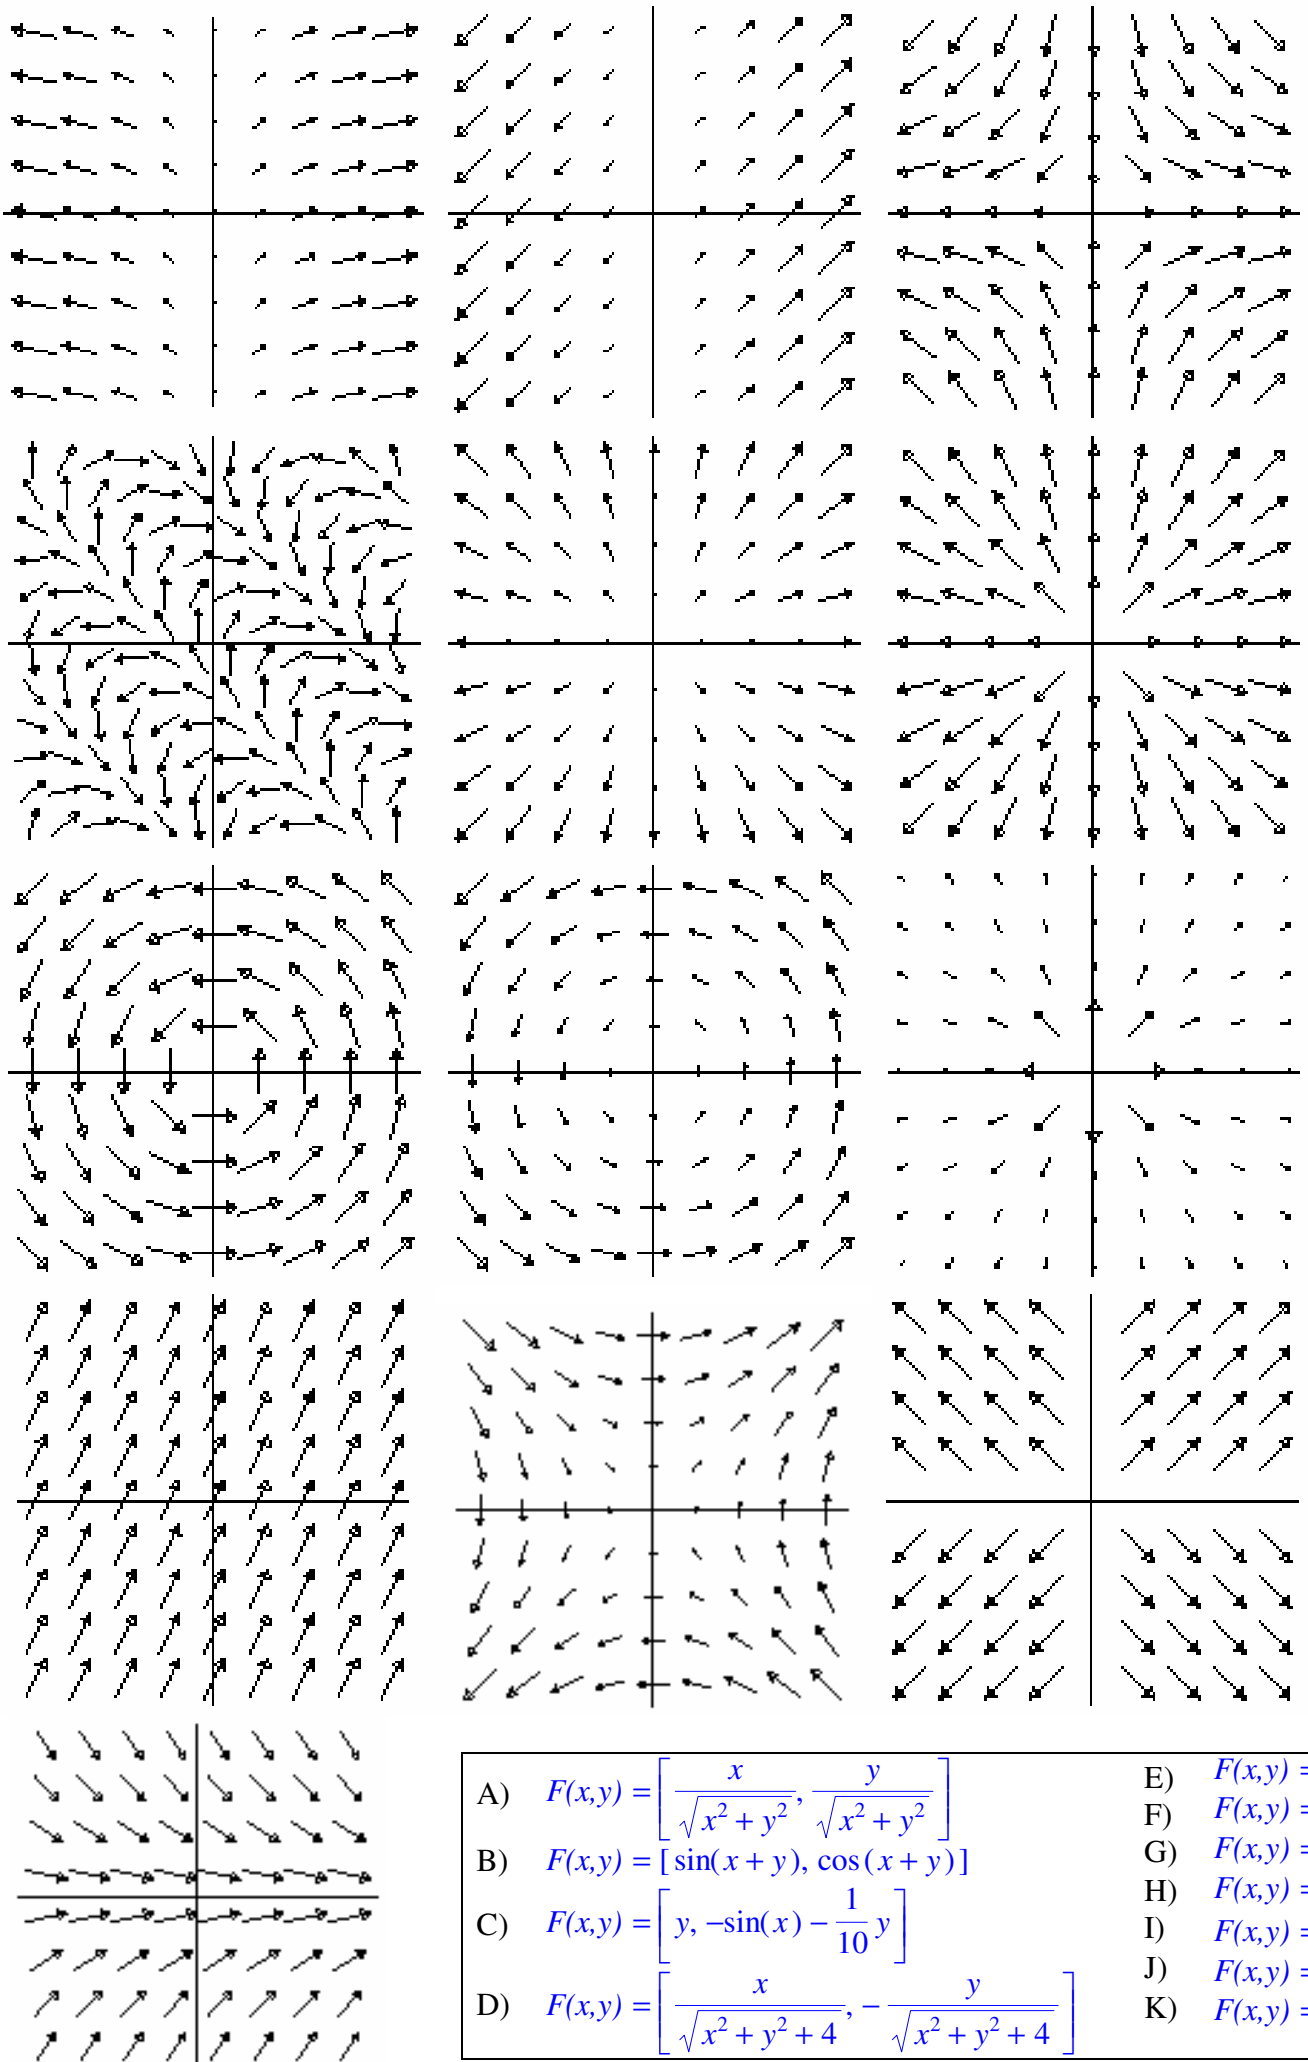 A) F(x,y) = [ x / √(x² + y²), y / √(x² + y²) ]
B) F(x,y) = [ sin(x + y), cos(x + y) ]
C) F(x,y) = [ y, −sin(x) − 1/10 y ]
D) F(x,y) = [ x / √(x² + y² + 4), − y / √(x² + y² + 4) ]
E) F(x,y) =
F) F(x,y) =
G) F(x,y) =
H) F(x,y) =
I) F(x,y) =
J) F(x,y) =
K) F(x,y) =